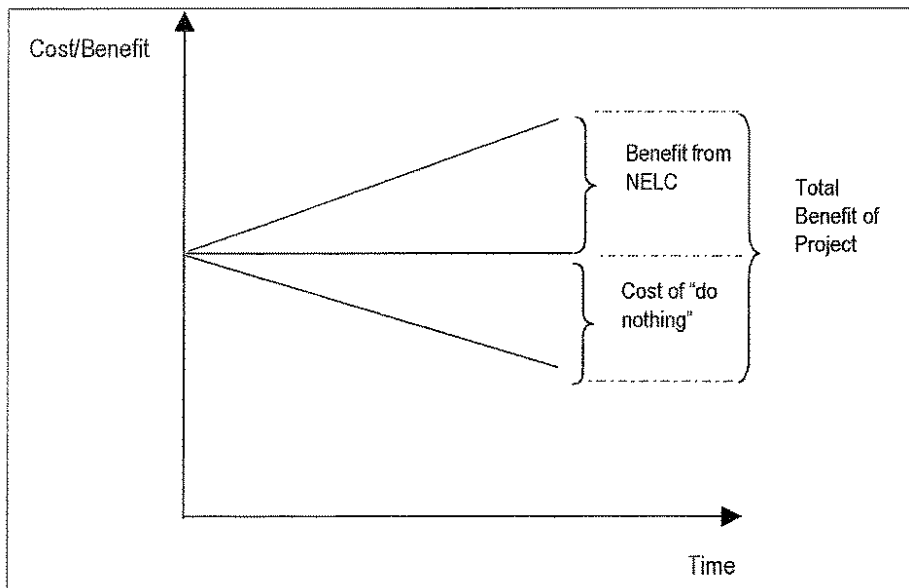 Cost/Benefit
Benefit from
NELC
Total
Benefit of
Project
Cost of "do
nothing"
Time